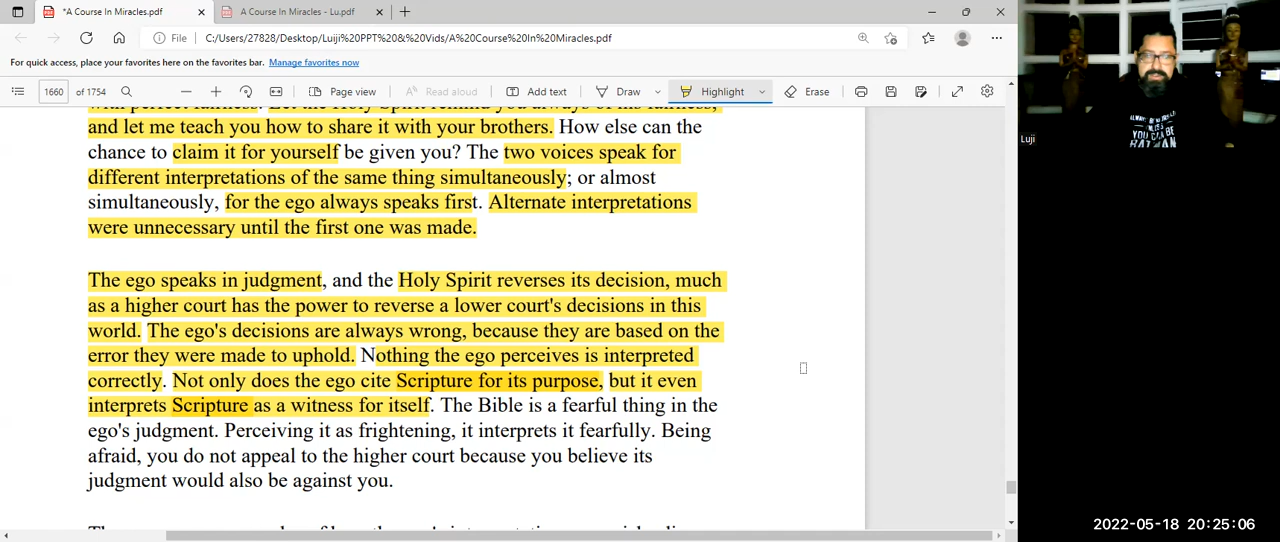 *A Course In Miracles.pdf
A Course In Miracles - Lu.pdf
File
C:/Users/27828/Desktop/Luiji%20PPT%20&%20Vids/A%20Course%20In%20Miracles.pdf
For quick access, place your favorites here on the favorites bar. Manage favorites now
1660 of 1754
Page view
Read aloud
Add text
Draw
Highlight
Erase
and let me teach you how to share it with your brothers. How else can the
chance to claim it for yourself be given you? The two voices speak for
different interpretations of the same thing simultaneously; or almost
simultaneously, for the ego always speaks first. Alternate interpretations
were unnecessary until the first one was made.
The ego speaks in judgment, and the Holy Spirit reverses its decision, much
as a higher court has the power to reverse a lower court's decisions in this
world. The ego's decisions are always wrong, because they are based on the
error they were made to uphold. Nothing the ego perceives is interpreted
correctly. Not only does the ego cite Scripture for its purpose, but it even
interprets Scripture as a witness for itself. The Bible is a fearful thing in the
ego's judgment. Perceiving it as frightening, it interprets it fearfully. Being
afraid, you do not appeal to the higher court because you believe its
judgment would also be against you.
Luji
YOU CAN BE
BATMAN
2022-05-18 20:25:06